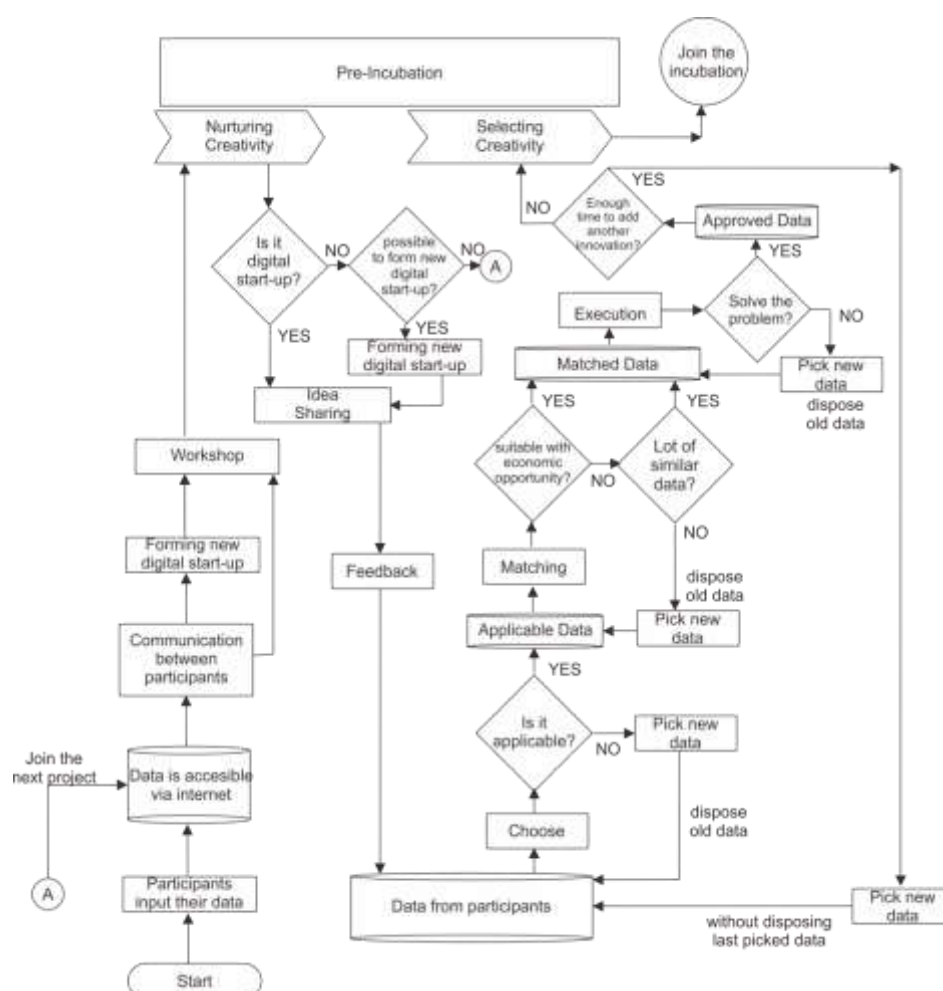 Join the
incubation
Pre-Incubation
Nurturing
Creativity
Selecting
Creativity
YES
NO
Enough
time to add
another
innovation?
Approved Data
Is it
digital
start-up?
NO
possible
to form new
digital
start-up?
NO
A
YES
Solve the
problem?
Execution
NO
YES
YES
Forming new
digital start-up
Matched Data
Pick new
data
dispose
old data
Idea
Sharing
YES
YES
Workshop
suitable with
economic
opportunity?
NO
Lot of
similar
data?
NO
Forming new
digital start-up
Feedback
Matching
dispose
old data
Communication
between
participants
Applicable Data
Pick new
data
YES
Is it
applicable?
NO
Pick new
data
Join the
next project
Data is accesible
via internet
Choose
dispose
old data
A
Participants
input their data
Data from participants
without disposing
last picked data
Pick new
data
Start